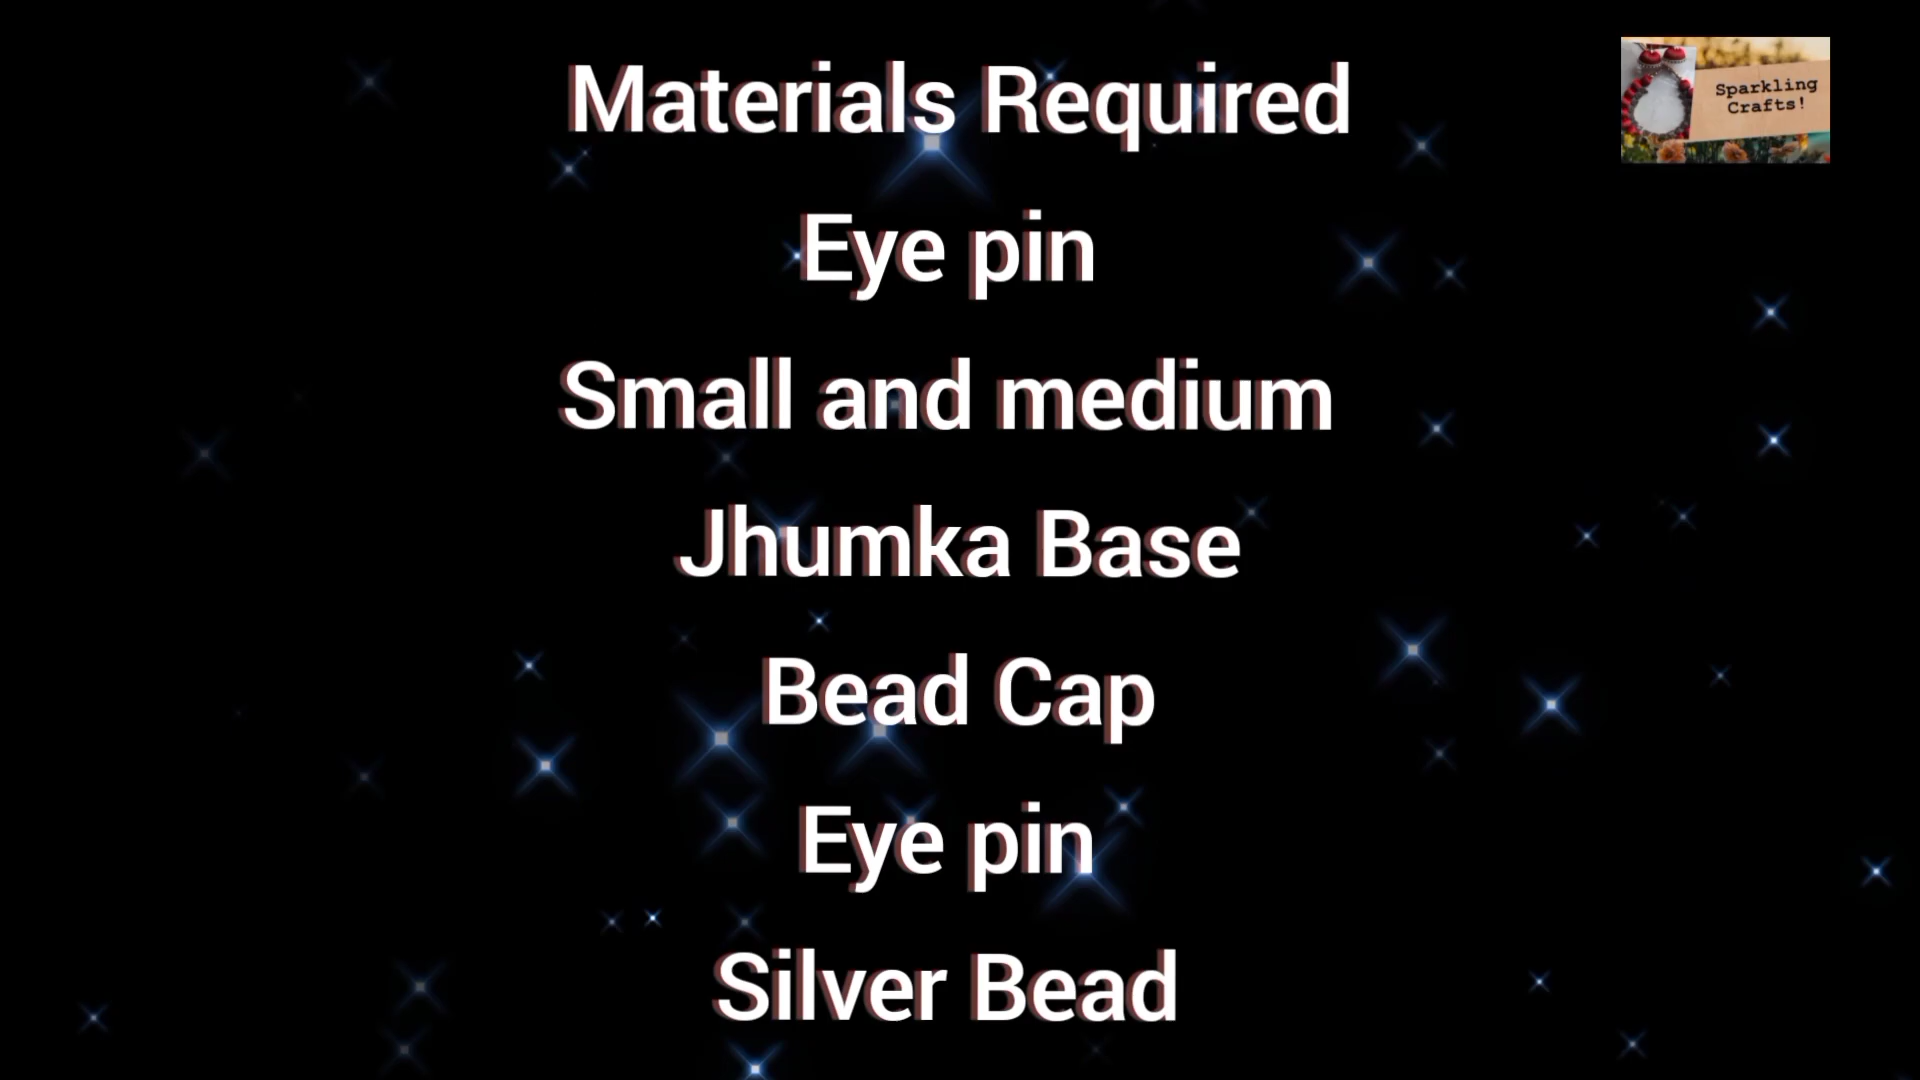 Materials Required
Sparkling
Crafts!
Eye pin
Small and medium
Jhumka Base
Bead Cap
Eye pin
Silver Bead